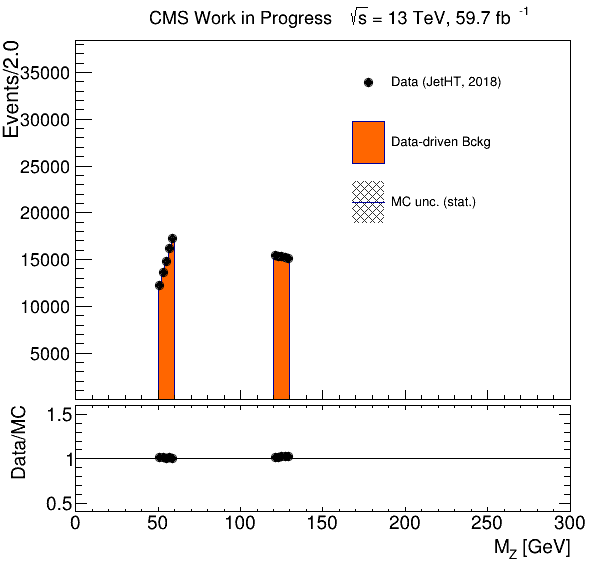 CMS Work in Progress √s = 13 TeV, 59.7 fb⁻¹
Events/2.0
35000
30000
25000
20000
15000
10000
5000
Data (JetHT, 2018)
Data-driven Bckg
MC unc. (stat.)
Data/MC
1.5
1
0.5
0 50 100 150 200 250 300
M_Z [GeV]